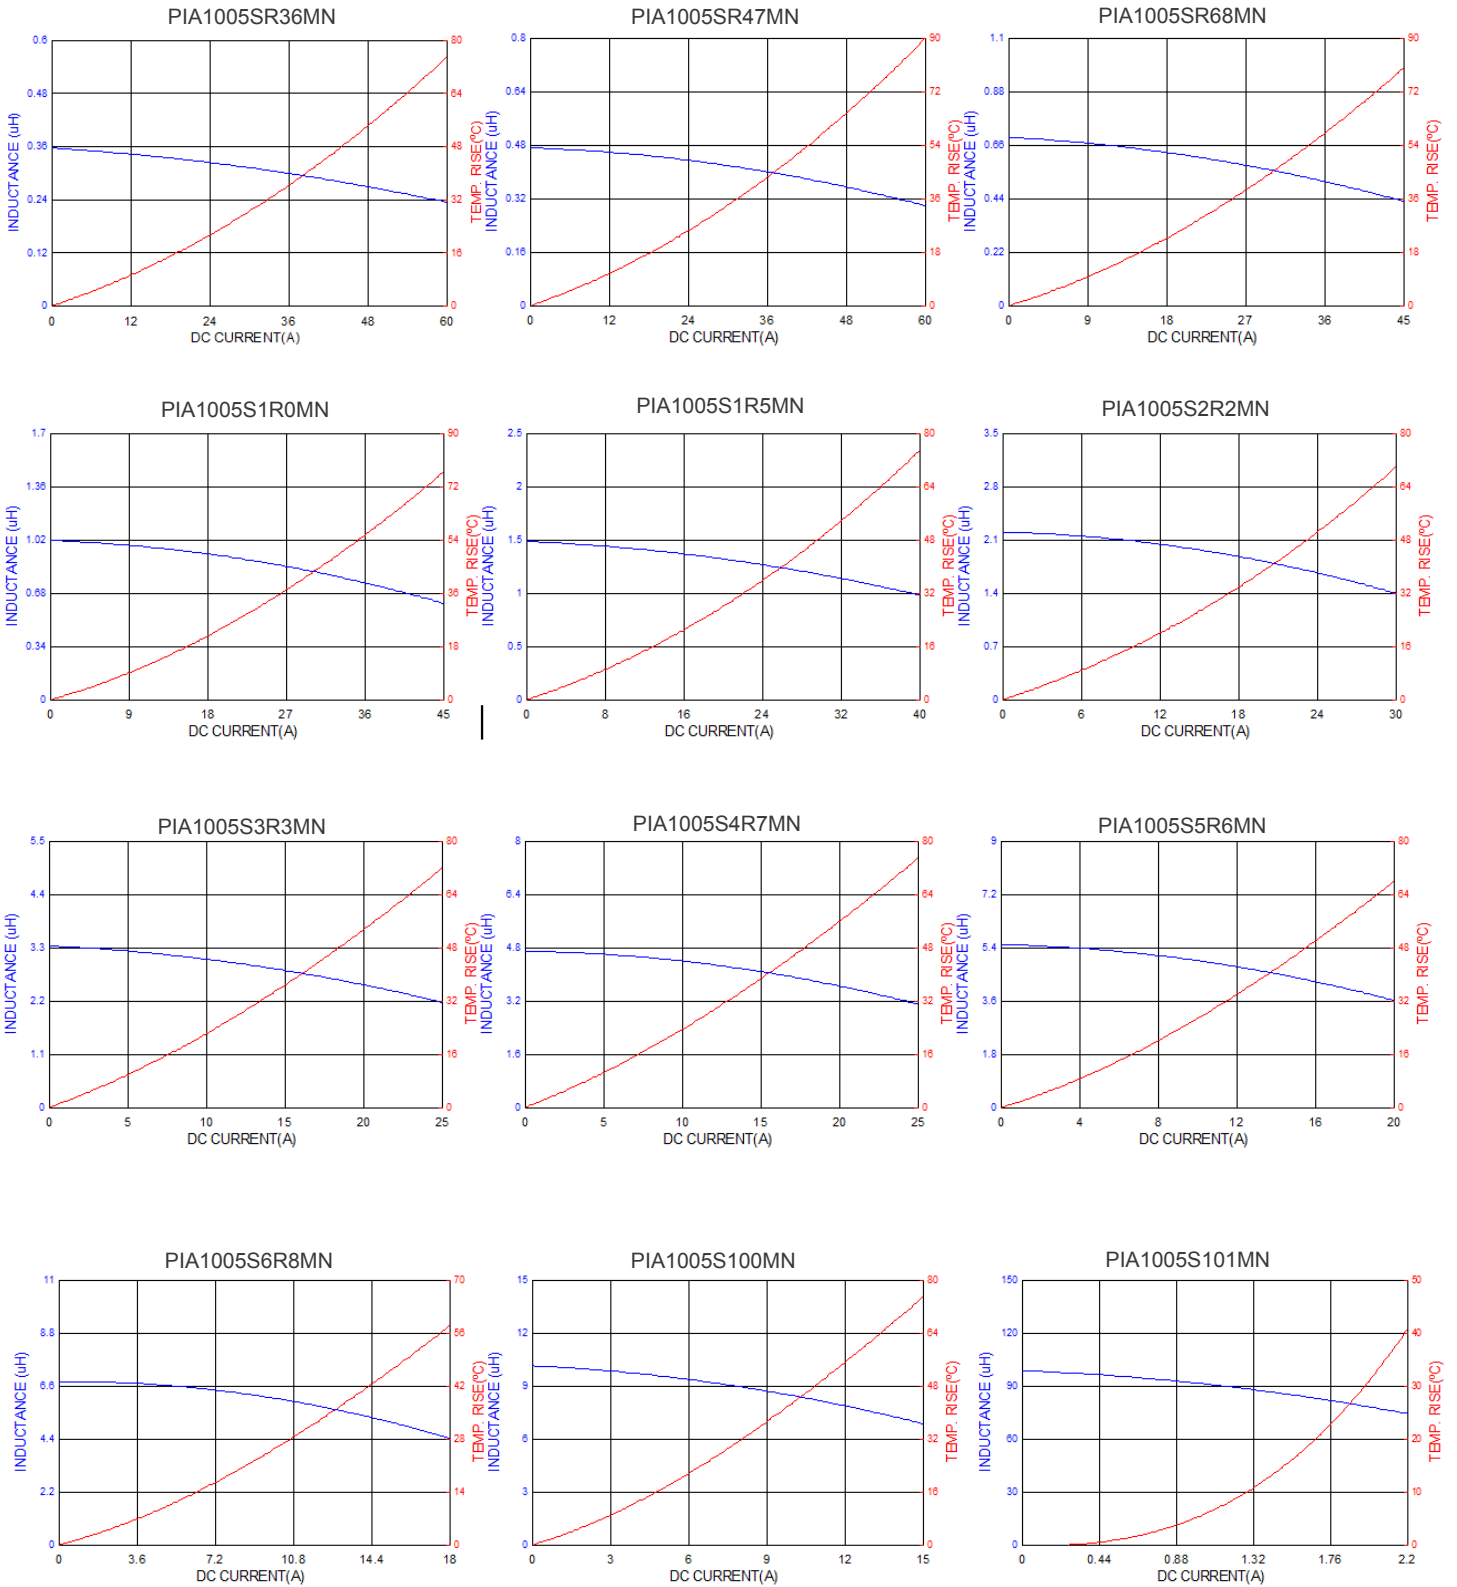 PIA1005SR36MN
0.6
0.48
0.36
0.24
0.12
0
INDUCTANCE (uH)
80
64
48
32
16
0
TEMP. RISE(ºC)
0 12 24 36 48 60
DC CURRENT(A)
PIA1005SR47MN
0.8
0.64
0.48
0.32
0.16
0
INDUCTANCE (uH)
90
72
54
36
18
0
TEMP. RISE(ºC)
0 12 24 36 48 60
DC CURRENT(A)
PIA1005SR68MN
1.1
0.88
0.66
0.44
0.22
0
INDUCTANCE (uH)
90
72
54
36
18
0
TEMP. RISE(ºC)
0 9 18 27 36 45
DC CURRENT(A)
PIA1005S1R0MN
1.7
1.36
1.02
0.68
0.34
0
INDUCTANCE (uH)
90
72
54
36
18
0
TEMP. RISE(ºC)
0 9 18 27 36 45
DC CURRENT(A)
PIA1005S1R5MN
2.5
2
1.5
1
0.5
0
INDUCTANCE (uH)
80
64
48
32
16
0
TEMP. RISE(ºC)
0 8 16 24 32 40
DC CURRENT(A)
PIA1005S2R2MN
3.5
2.8
2.1
1.4
0.7
0
INDUCTANCE (uH)
80
64
48
32
16
0
TEMP. RISE(ºC)
0 6 12 18 24 30
DC CURRENT(A)
PIA1005S3R3MN
5.5
4.4
3.3
2.2
1.1
0
INDUCTANCE (uH)
80
64
48
32
16
0
TEMP. RISE(ºC)
0 5 10 15 20 25
DC CURRENT(A)
PIA1005S4R7MN
8
6.4
4.8
3.2
1.6
0
INDUCTANCE (uH)
80
64
48
32
16
0
TEMP. RISE(ºC)
0 5 10 15 20 25
DC CURRENT(A)
PIA1005S5R6MN
9
7.2
5.4
3.6
1.8
0
INDUCTANCE (uH)
80
64
48
32
16
0
TEMP. RISE(ºC)
0 4 8 12 16 20
DC CURRENT(A)
PIA1005S6R8MN
11
8.8
6.6
4.4
2.2
0
INDUCTANCE (uH)
70
56
42
28
14
0
TEMP. RISE(ºC)
0 3.6 7.2 10.8 14.4 18
DC CURRENT(A)
PIA1005S100MN
15
12
9
6
3
0
INDUCTANCE (uH)
80
64
48
32
16
0
TEMP. RISE(ºC)
0 3 6 9 12 15
DC CURRENT(A)
PIA1005S101MN
150
120
90
60
30
0
INDUCTANCE (uH)
50
40
30
20
10
0
TEMP. RISE(ºC)
0 0.44 0.88 1.32 1.76 2.2
DC CURRENT(A)